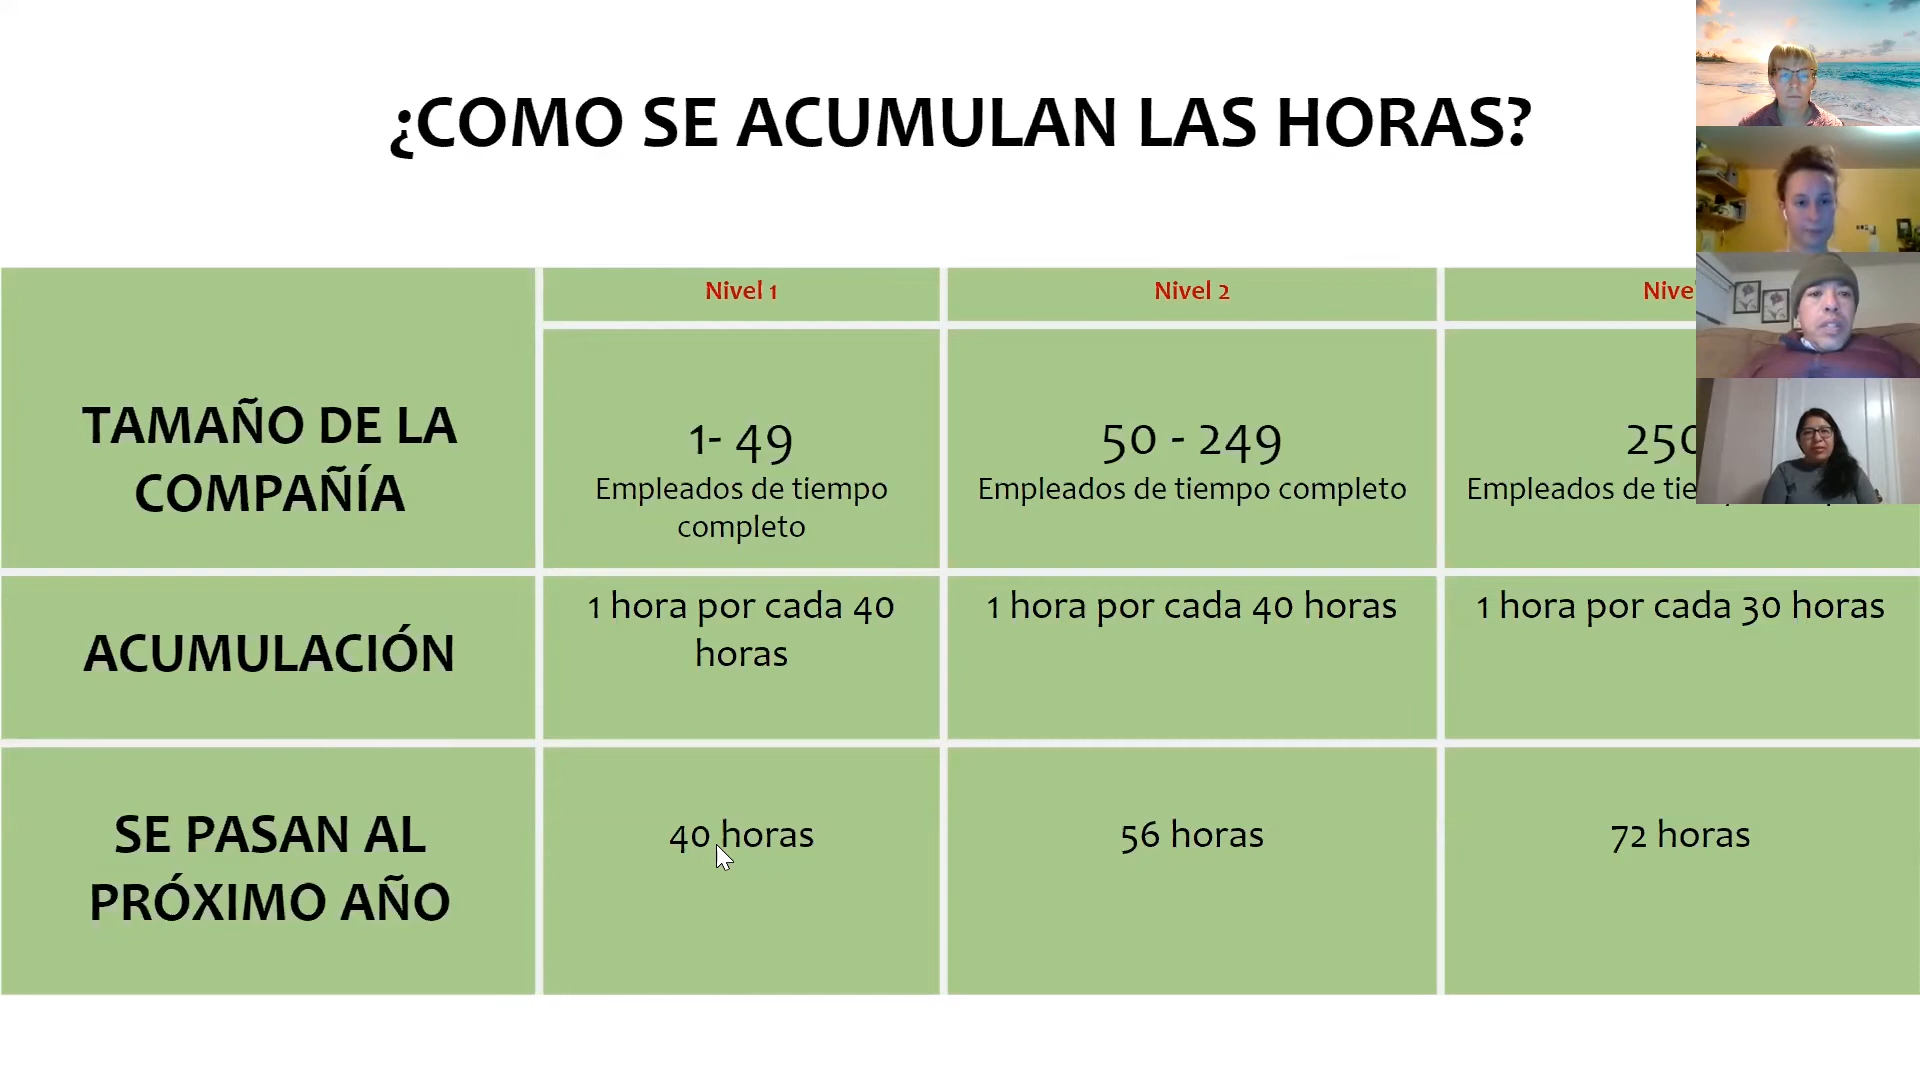 ¿COMO SE ACUMULAN LAS HORAS?
Nivel 1
Nivel 2
TAMAÑO DE LA
COMPAÑÍA
1- 49
Empleados de tiempo
completo
50 - 249
Empleados de tiempo completo
Empleados de
ACUMULACIÓN
1 hora por cada 40
horas
1 hora por cada 40 horas
1 hora por cada 30 horas
SE PASAN AL
PRÓXIMO AÑO
40 horas
56 horas
72 horas